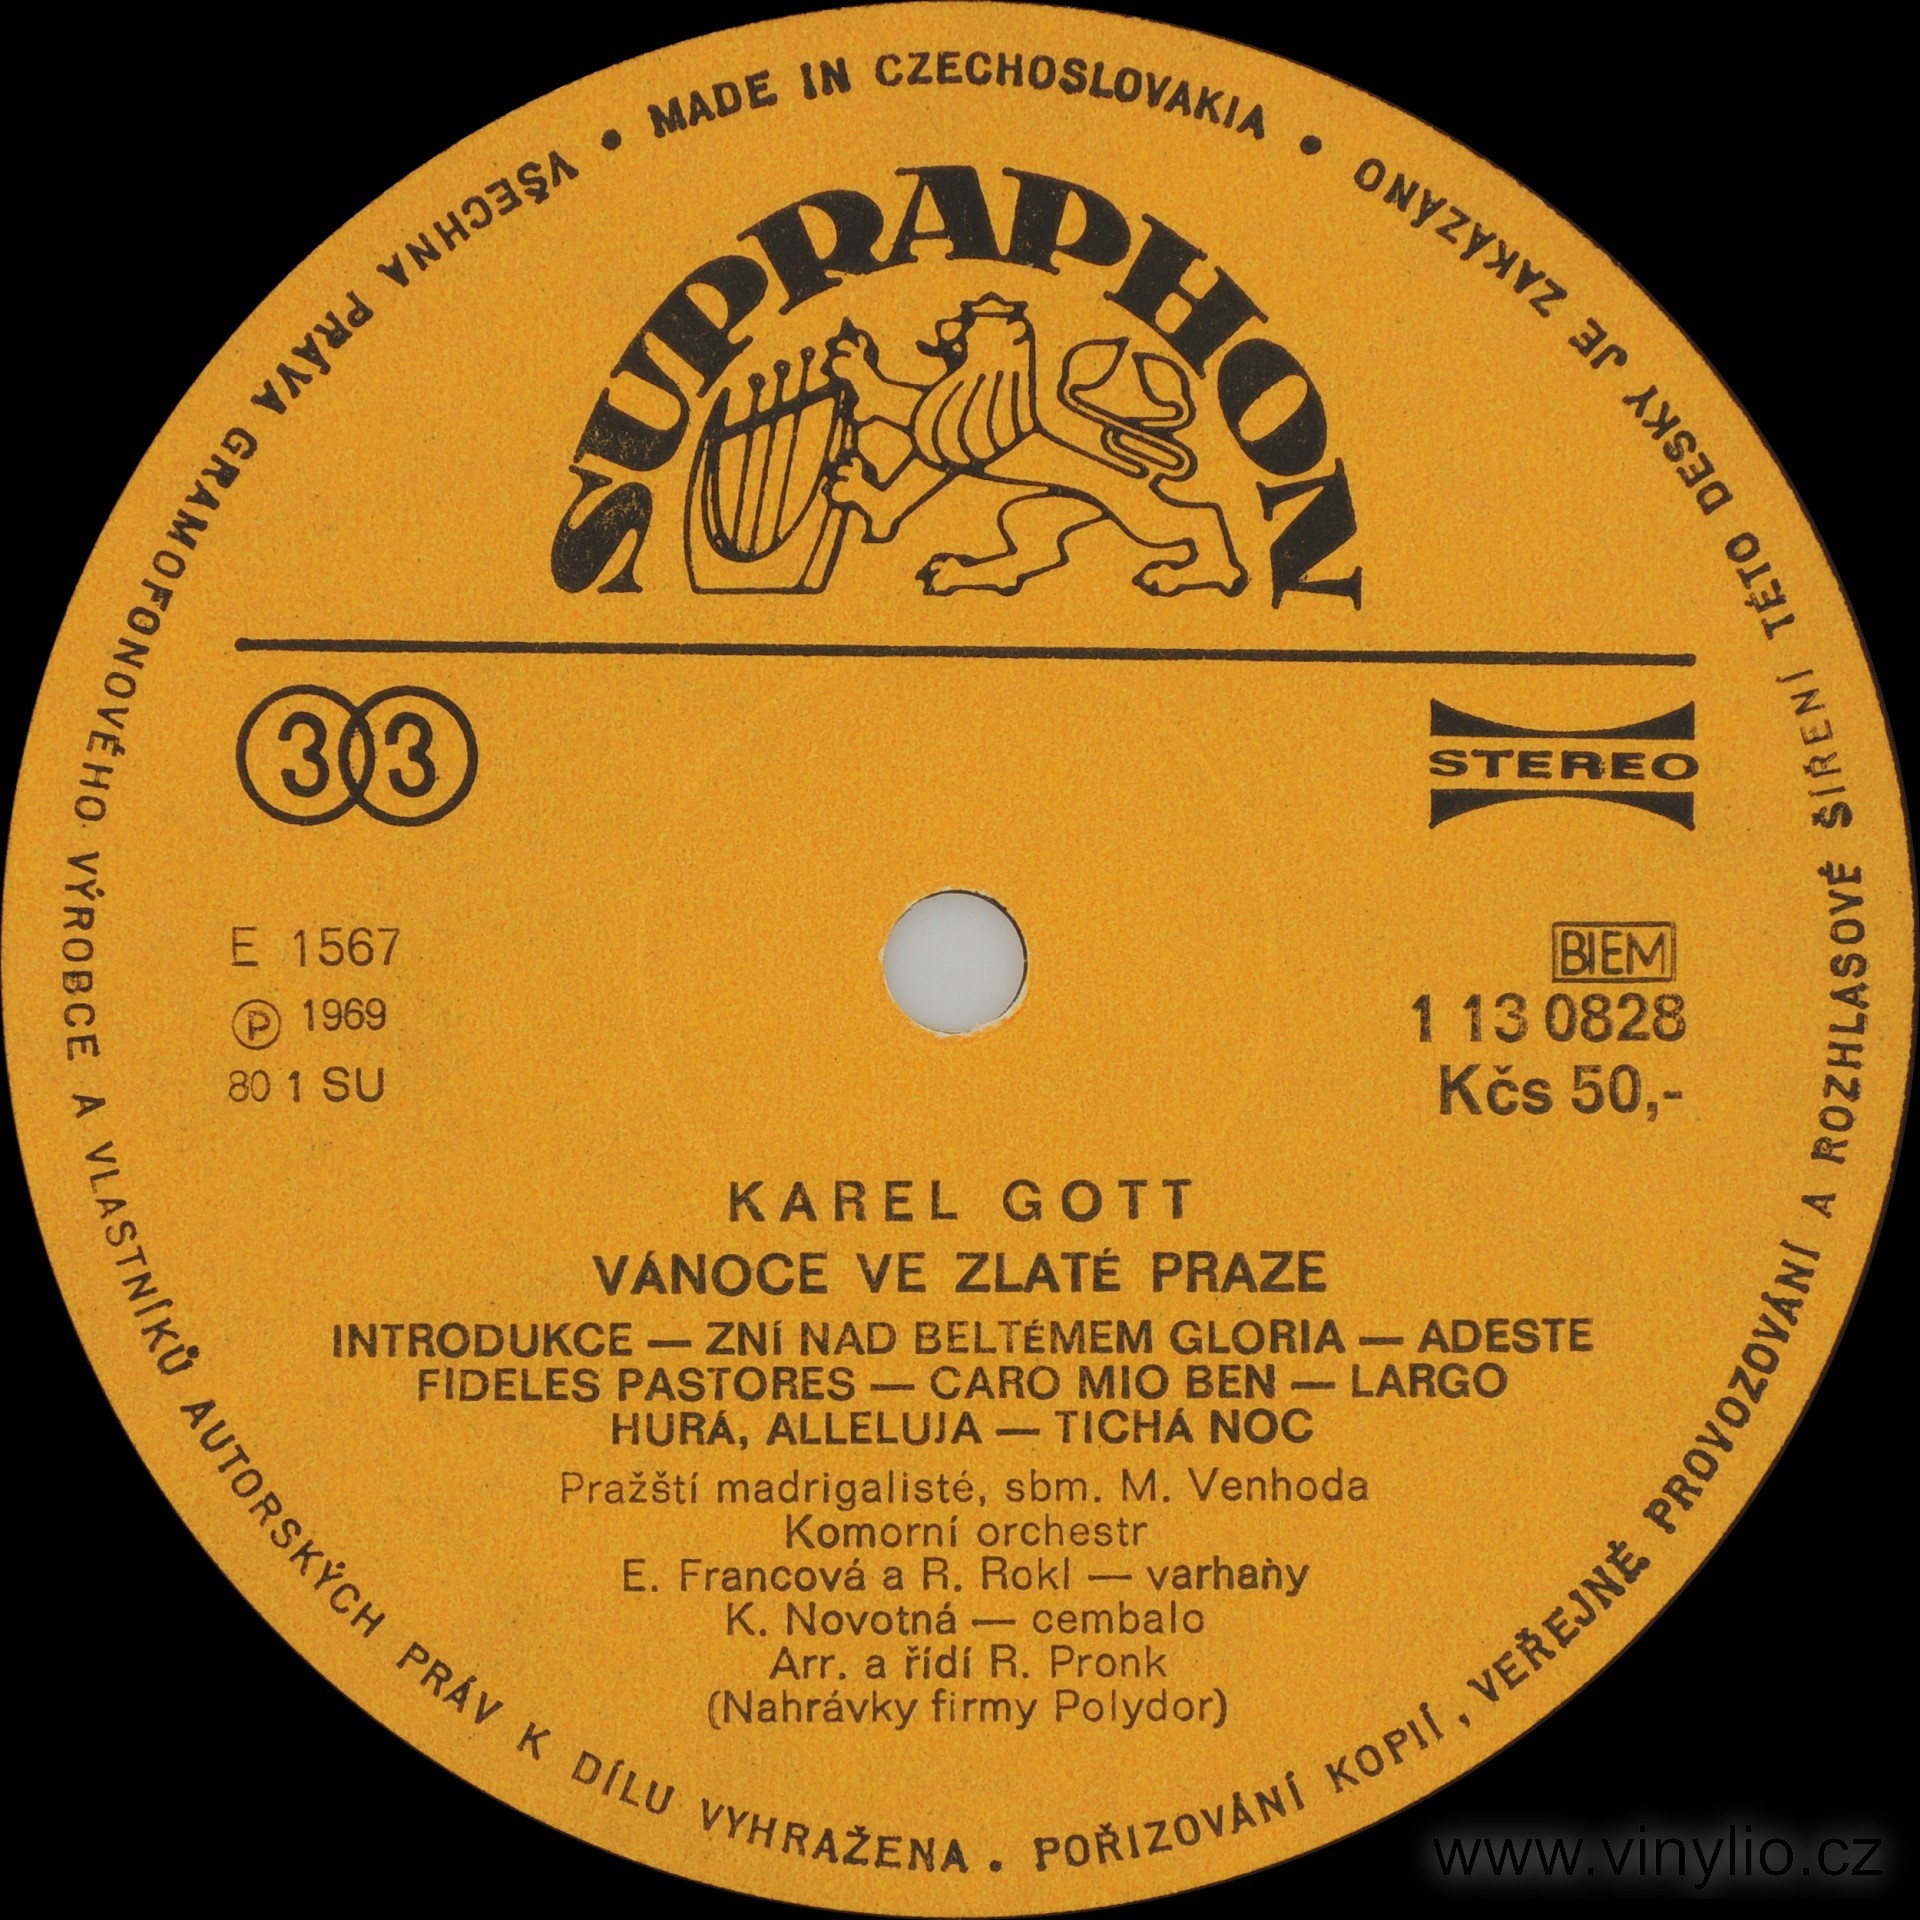 • MADE IN CZECHOSLOVAKIA •
VŠECHNA PRÁVA GRAMOFONOVÉHO VÝROBCE A VLASTNÍKŮ AUTORSKÝCH PRÁV K DÍLU VYHRAŽENA . POŘIZOVÁNÍ KOPIÍ, VEŘEJNÉ PROVOZOVÁNÍ A ROZHLASOVÉ ŠÍŘENÍ TÉTO DESKY JE ZAKÁZÁNO
SUPRAPHON
33
STEREO
E 1567
Ⓟ 1969
80 1 SU
BIEM
1 13 0828
Kčs 50,-
KAREL GOTT
VÁNOCE VE ZLATÉ PRAZE
INTRODUKCE — ZNÍ NAD BELTÉMEM GLORIA — ADESTE
FIDELES PASTORES — CARO MIO BEN — LARGO
HURÁ, ALLELUJA — TICHÁ NOC
Pražští madrigalisté, sbm. M. Venhoda
Komorní orchestr
E. Francová a R. Rokl — varhany
K. Novotná — cembalo
Arr. a řídí R. Pronk
(Nahrávky firmy Polydor)
www.vinylio.cz